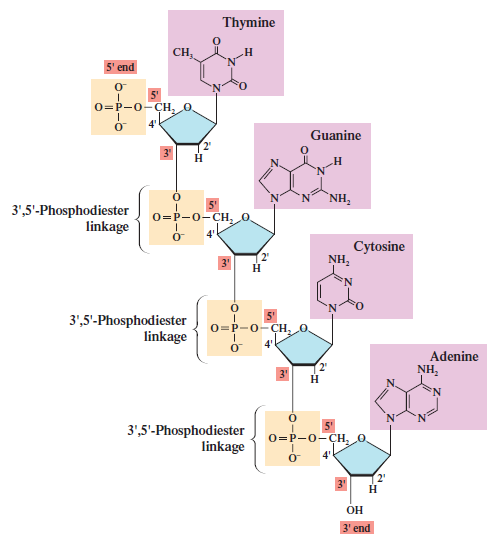 Thymine
O
CH₃
N
H
5' end
O⁻
5'
N
O
O=P–O–CH₂
O
O⁻
4'
3'
2'
H
Guanine
O
N
N
H
O
5'
N
N
NH₂
3',5'-Phosphodiester
linkage
O=P–O–CH₂
O
O⁻
4'
3'
2'
H
Cytosine
NH₂
N
O
5'
N
O
3',5'-Phosphodiester
linkage
O=P–O–CH₂
O
O⁻
4'
3'
2'
H
Adenine
NH₂
N
N
O
5'
N
N
3',5'-Phosphodiester
linkage
O=P–O–CH₂
O
O⁻
4'
3'
2'
H
OH
3' end